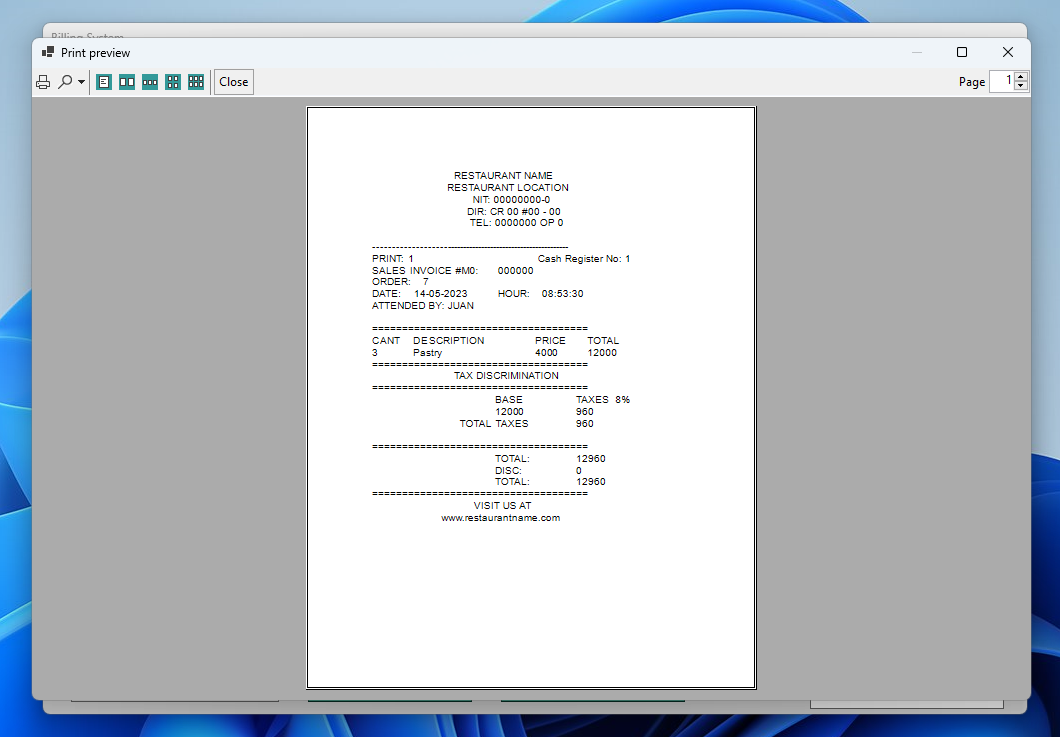 Billing System
Print preview
Close
Page 1
RESTAURANT NAME
RESTAURANT LOCATION
NIT: 00000000-0
DIR: CR 00 #00 - 00
TEL: 0000000 OP 0
------------------------------------------------------------
PRINT: 1 Cash Register No: 1
SALES INVOICE #M0: 000000
ORDER: 7
DATE: 14-05-2023 HOUR: 08:53:30
ATTENDED BY: JUAN
====================================
CANT DESCRIPTION PRICE TOTAL
3 Pastry 4000 12000
====================================
TAX DISCRIMINATION
====================================
BASE TAXES 8%
12000 960
TOTAL TAXES 960
====================================
TOTAL: 12960
DISC: 0
TOTAL: 12960
====================================
VISIT US AT
www.restaurantname.com